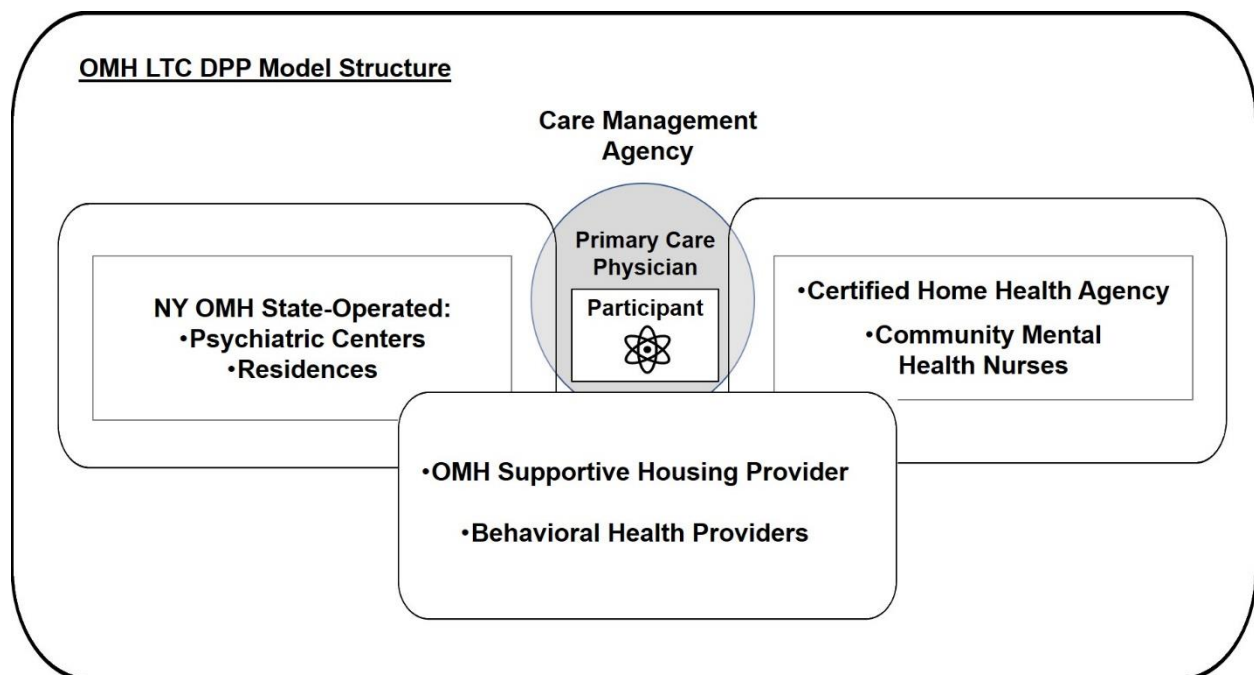 OMH LTC DPP Model Structure
Care Management
Agency
Primary Care
Physician
Participant
NY OMH State-Operated:
•Psychiatric Centers
•Residences
•Certified Home Health Agency
•Community Mental
Health Nurses
•OMH Supportive Housing Provider
•Behavioral Health Providers